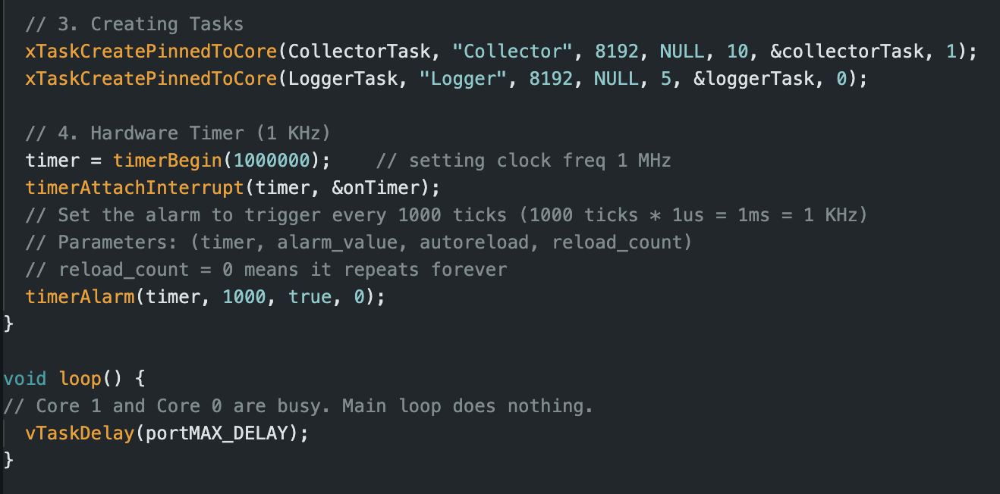 // 3. Creating Tasks
xTaskCreatePinnedToCore(CollectorTask, "Collector", 8192, NULL, 10, &collectorTask, 1);
xTaskCreatePinnedToCore(LoggerTask, "Logger", 8192, NULL, 5, &loggerTask, 0);
// 4. Hardware Timer (1 KHz)
timer = timerBegin(1000000);    // setting clock freq 1 MHz
timerAttachInterrupt(timer, &onTimer);
// Set the alarm to trigger every 1000 ticks (1000 ticks * 1us = 1ms = 1 KHz)
// Parameters: (timer, alarm_value, autoreload, reload_count)
// reload_count = 0 means it repeats forever
timerAlarm(timer, 1000, true, 0);
}
void loop() {
// Core 1 and Core 0 are busy. Main loop does nothing.
vTaskDelay(portMAX_DELAY);
}